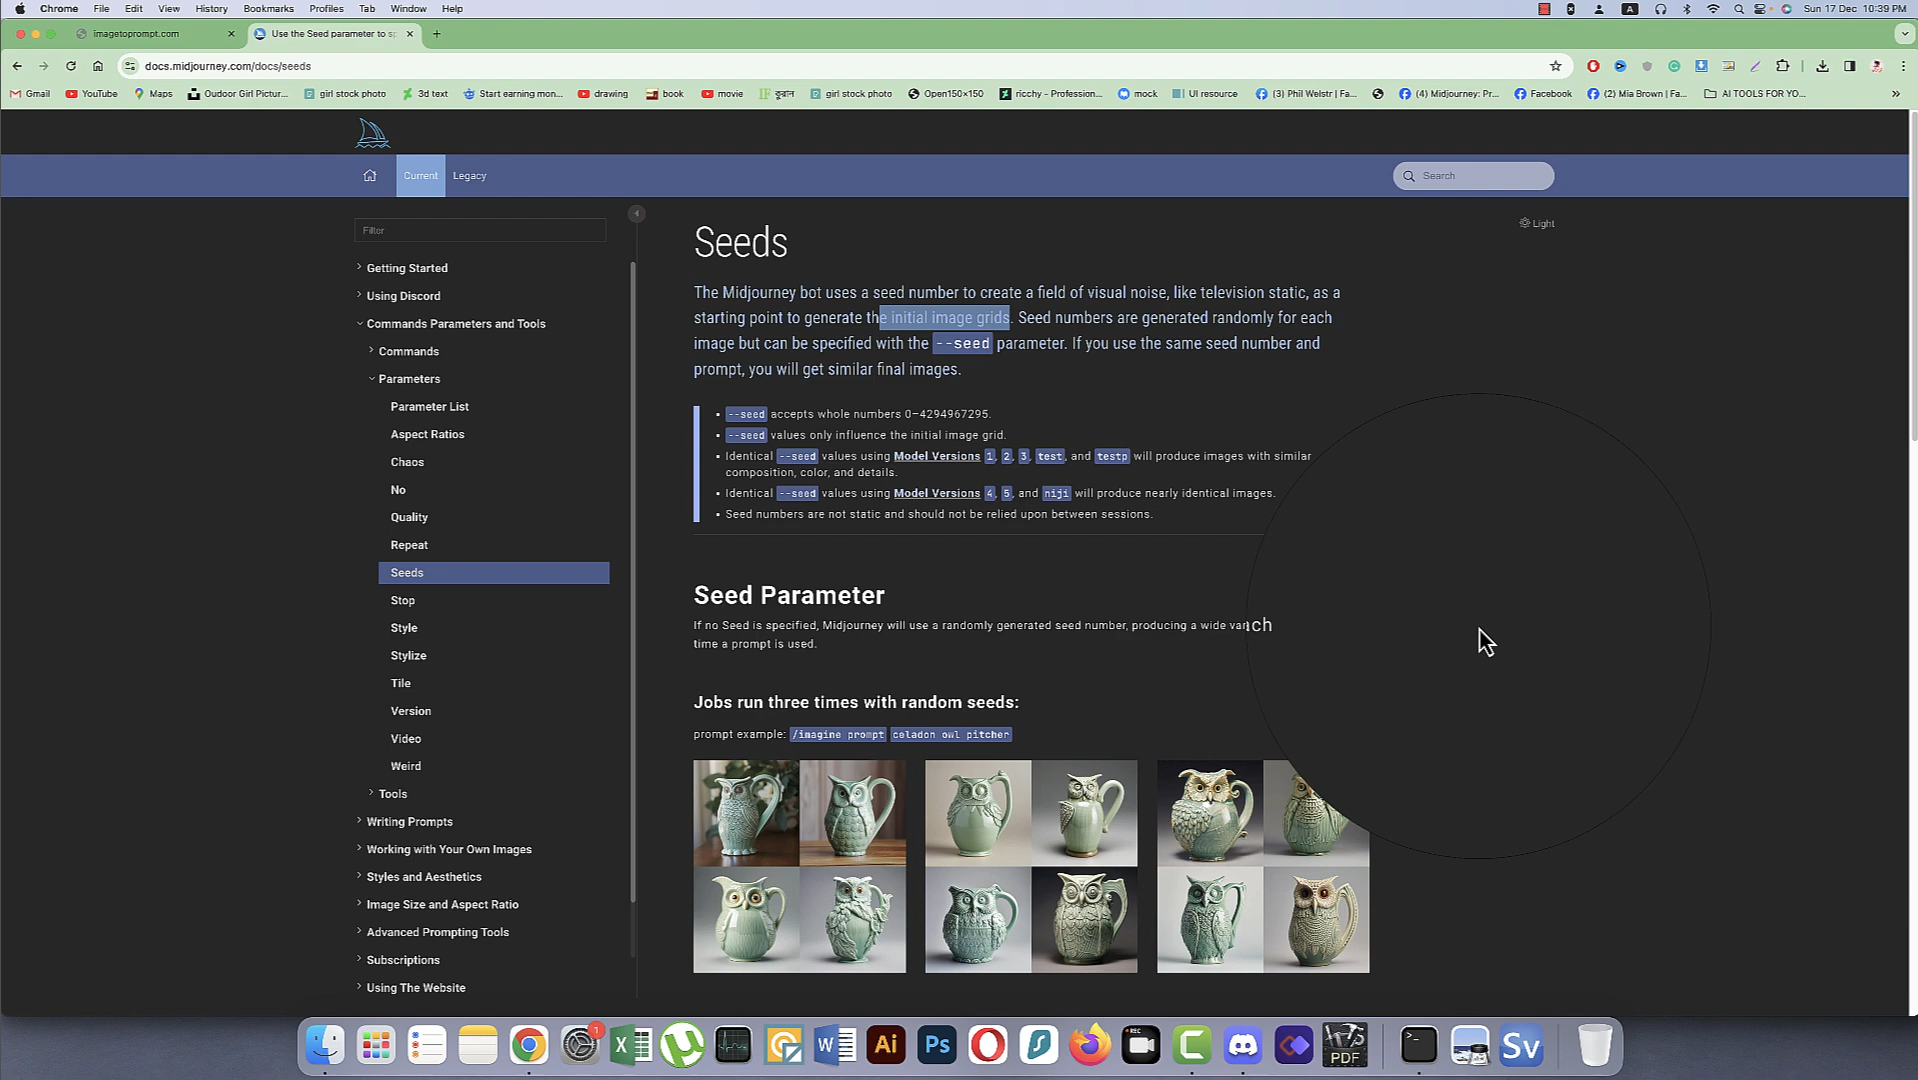 Chrome File Edit View History Bookmarks Profiles Tab Window Help
A Sun 17 Dec 10:39 PM
imagetoprompt.com
Use the Seed parameter to sp
docs.midjourney.com/docs/seeds
Gmail YouTube Maps Oudoor Girl Pictur... girl stock photo 3d text Start earning mon... drawing book movie girl stock photo Open150×150 ricchy - Profession... mock UI resource (3) Phil Welstr | Fa... (4) Midjourney: Pr... Facebook (2) Mia Brown | Fa... AI TOOLS FOR YO...
Current Legacy
Search
Light
Filter
Getting Started
Using Discord
Commands Parameters and Tools
Commands
Parameters
Parameter List
Aspect Ratios
Chaos
No
Quality
Repeat
Seeds
Stop
Style
Stylize
Tile
Version
Video
Weird
Tools
Writing Prompts
Working with Your Own Images
Styles and Aesthetics
Image Size and Aspect Ratio
Advanced Prompting Tools
Subscriptions
Using The Website
Seeds
The Midjourney bot uses a seed number to create a field of visual noise, like television static, as a
starting point to generate the initial image grids. Seed numbers are generated randomly for each
image but can be specified with the --seed parameter. If you use the same seed number and
prompt, you will get similar final images.
--seed accepts whole numbers 0–4294967295.
--seed values only influence the initial image grid.
Identical --seed values using Model Versions 1, 2, 3, test, and testp will produce images with similar
composition, color, and details.
Identical --seed values using Model Versions 4, 5, and niji will produce nearly identical images.
Seed numbers are not static and should not be relied upon between sessions.
Seed Parameter
If no Seed is specified, Midjourney will use a randomly generated seed number, producing a wide var ch
time a prompt is used.
Jobs run three times with random seeds:
prompt example: /imagine prompt celadon owl pitcher
1 X W Ai Ps REC PDF >_ Sv